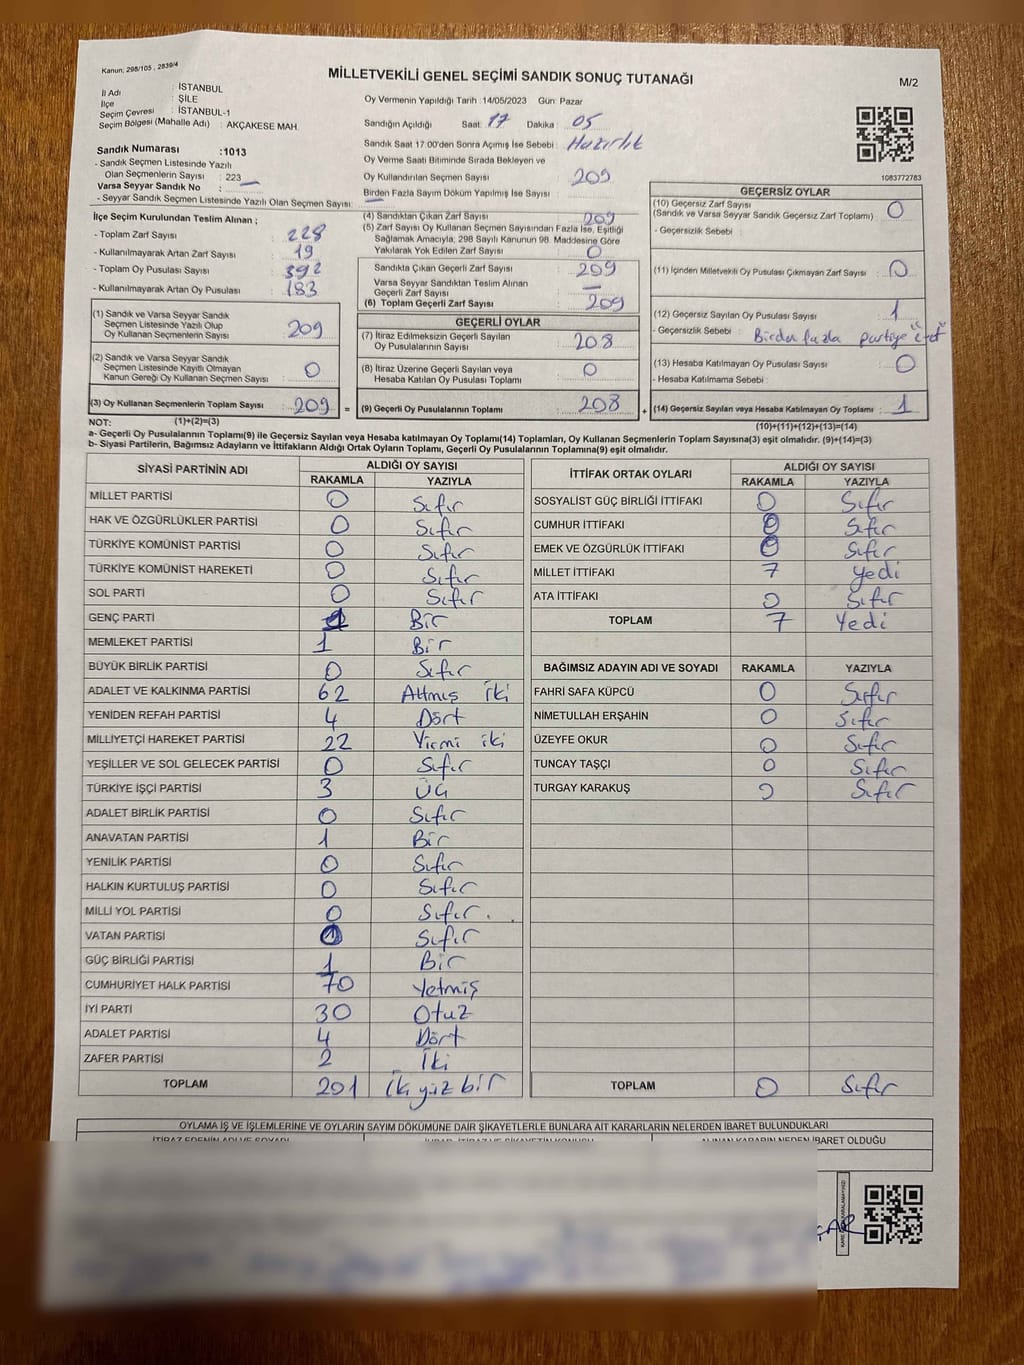 Kanun: 298/105 , 2839/4
MİLLETVEKİLİ GENEL SEÇİMİ SANDIK SONUÇ TUTANAĞI
M/2
İl Adı : İSTANBUL
İlçe : ŞİLE
Seçim Çevresi : İSTANBUL-1
Seçim Bölgesi (Mahalle Adı) : AKÇAKESE MAH.
Oy Vermenin Yapıldığı Tarih :14/05/2023 Gün: Pazar
Sandığın Açıldığı Saat: 17 Dakika : 05
Sandık Saat 17:00'den Sonra Açımış İse Sebebi : Hazırlık
Oy Verme Saati Bitiminde Sırada Bekleyen ve
Oy Kullandırılan Seçmen Sayısı : 209
Birden Fazla Sayım Döküm Yapılmış İse Sayısı :
Sandık Numarası :1013
- Sandık Seçmen Listesinde Yazılı
Olan Seçmenlerin Sayısı : 223
Varsa Seyyar Sandık No :
- Seyyar Sandık Seçmen Listesinde Yazılı Olan Seçmen Sayısı:
1083772783
İlçe Seçim Kurulundan Teslim Alınan ;
- Toplam Zarf Sayısı : 228
- Kullanılmayarak Artan Zarf Sayısı : 19
- Toplam Oy Pusulası Sayısı : 392
- Kullanılmayarak Artan Oy Pusulası : 183
(1) Sandık ve Varsa Seyyar Sandık
Seçmen Listesinde Yazılı Olup
Oy Kullanan Seçmenlerin Sayısı : 209
(2) Sandık ve Varsa Seyyar Sandık
Seçmen Listesinde Kayıtlı Olmayan
Kanun Gereği Oy Kullanan Seçmen Sayısı : 0
(3) Oy Kullanan Seçmenlerin Toplam Sayısı : 209 =
(4) Sandıktan Çıkan Zarf Sayısı : 209
(5) Zarf Sayısı Oy Kullanan Seçmen Sayısından Fazla İse, Eşitliği
Sağlamak Amacıyla, 298 Sayılı Kanunun 98. Maddesine Göre
Yakılarak Yok Edilen Zarf Sayısı : 0
Sandıkta Çıkan Geçerli Zarf Sayısı : 209
Varsa Seyyar Sandıktan Teslim Alınan
Geçerli Zarf Sayısı : —
(6) Toplam Geçerli Zarf Sayısı : 209
GEÇERLİ OYLAR
(7) İtiraz Edilmeksizin Geçerli Sayılan
Oy Pusulalarının Sayısı : 208
(8) İtiraz Üzerine Geçerli Sayılan veya
Hesaba Katılan Oy Pusulası Toplamı : 0
(9) Geçerli Oy Pusulalarının Toplamı : 208 +
GEÇERSİZ OYLAR
(10) Geçersiz Zarf Sayısı : 0
(Sandık ve Varsa Seyyar Sandık Geçersiz Zarf Toplamı)
- Geçersizlik Sebebi :
(11) İçinden Milletvekili Oy Pusulası Çıkmayan Zarf Sayısı : 0
(12) Geçersiz Sayılan Oy Pusulası Sayısı : 1
- Geçersizlik Sebebi : Birden fazla partiye evet
(13) Hesaba Katılmayan Oy Pusulası Sayısı : 0
- Hesaba Katılmama Sebebi :
(14) Geçersiz Sayılan veya Hesaba Katılmayan Oy Toplamı : 1
NOT: (1)+(2)=(3) (10)+(11)+(12)+(13)=(14)
a- Geçerli Oy Pusulalarının Toplamı(9) ile Geçersiz Sayılan veya Hesaba katılmayan Oy Toplamı(14) Toplamları, Oy Kullanan Seçmenlerin Toplam Sayısına(3) eşit olmalıdır. (9)+(14)=(3)
b- Siyasi Partilerin, Bağımsız Adayların ve İttifakların Aldığı Ortak Oyların Toplamı, Geçerli Oy Pusulalarının Toplamına(9) eşit olmalıdır.
SİYASİ PARTİNİN ADI ALDIĞI OY SAYISI
RAKAMLA YAZIYLA
MİLLET PARTİSİ 0 Sıfır
HAK VE ÖZGÜRLÜKLER PARTİSİ 0 Sıfır
TÜRKİYE KOMÜNİST PARTİSİ 0 Sıfır
TÜRKİYE KOMÜNİST HAREKETİ 0 Sıfır
SOL PARTİ 0 Sıfır
GENÇ PARTİ 1 Bir
MEMLEKET PARTİSİ 1 Bir
BÜYÜK BİRLİK PARTİSİ 0 Sıfır
ADALET VE KALKINMA PARTİSİ 62 Altmış iki
YENİDEN REFAH PARTİSİ 4 Dört
MİLLİYETÇİ HAREKET PARTİSİ 22 Yirmi iki
YEŞİLLER VE SOL GELECEK PARTİSİ 0 Sıfır
TÜRKİYE İŞÇİ PARTİSİ 3 Üç
ADALET BİRLİK PARTİSİ 0 Sıfır
ANAVATAN PARTİSİ 1 Bir
YENİLİK PARTİSİ 0 Sıfır
HALKIN KURTULUŞ PARTİSİ 0 Sıfır
MİLLİ YOL PARTİSİ 0 Sıfır.
VATAN PARTİSİ 0 Sıfır
GÜÇ BİRLİĞİ PARTİSİ 1 Bir
CUMHURİYET HALK PARTİSİ 70 Yetmiş
İYİ PARTİ 30 Otuz
ADALET PARTİSİ 4 Dört
ZAFER PARTİSİ 2 İki
TOPLAM 201 iki yüz bir
İTTİFAK ORTAK OYLARI ALDIĞI OY SAYISI
RAKAMLA YAZIYLA
SOSYALİST GÜÇ BİRLİĞİ İTTİFAKI 0 Sıfır
CUMHUR İTTİFAKI 0 Sıfır
EMEK VE ÖZGÜRLÜK İTTİFAKI 0 Sıfır
MİLLET İTTİFAKI 7 Yedi
ATA İTTİFAKI 0 Sıfır
TOPLAM 7 Yedi
BAĞIMSIZ ADAYIN ADI VE SOYADI RAKAMLA YAZIYLA
FAHRİ SAFA KÜPCÜ 0 Sıfır
NİMETULLAH ERŞAHİN 0 Sıfır
ÜZEYFE OKUR 0 Sıfır
TUNCAY TAŞÇI 0 Sıfır
TURGAY KARAKUŞ 0 Sıfır
TOPLAM 0 Sıfır
OYLAMA İŞ VE İŞLEMLERİNE VE OYLARIN SAYIM DÖKÜMÜNE DAİR ŞİKAYETLERLE BUNLARA AİT KARARLARIN NELERDEN İBARET BULUNDUKLARI
İTİRAZ EDENİN ADI VE SOYADI İTİRAZ, İTİRAZ VE ŞİKAYETİN KONUSU ALINAN KARARIN NEDEN İBARET OLDUĞU